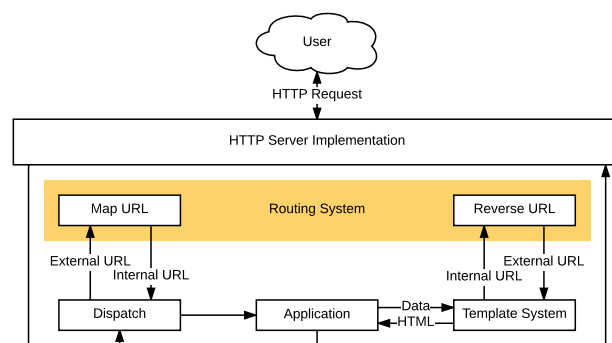 User
HTTP Request
HTTP Server Implementation
Map URL
Routing System
Reverse URL
External URL
Internal URL
External URL
Internal URL
Dispatch
Application
Data
HTML
Template System